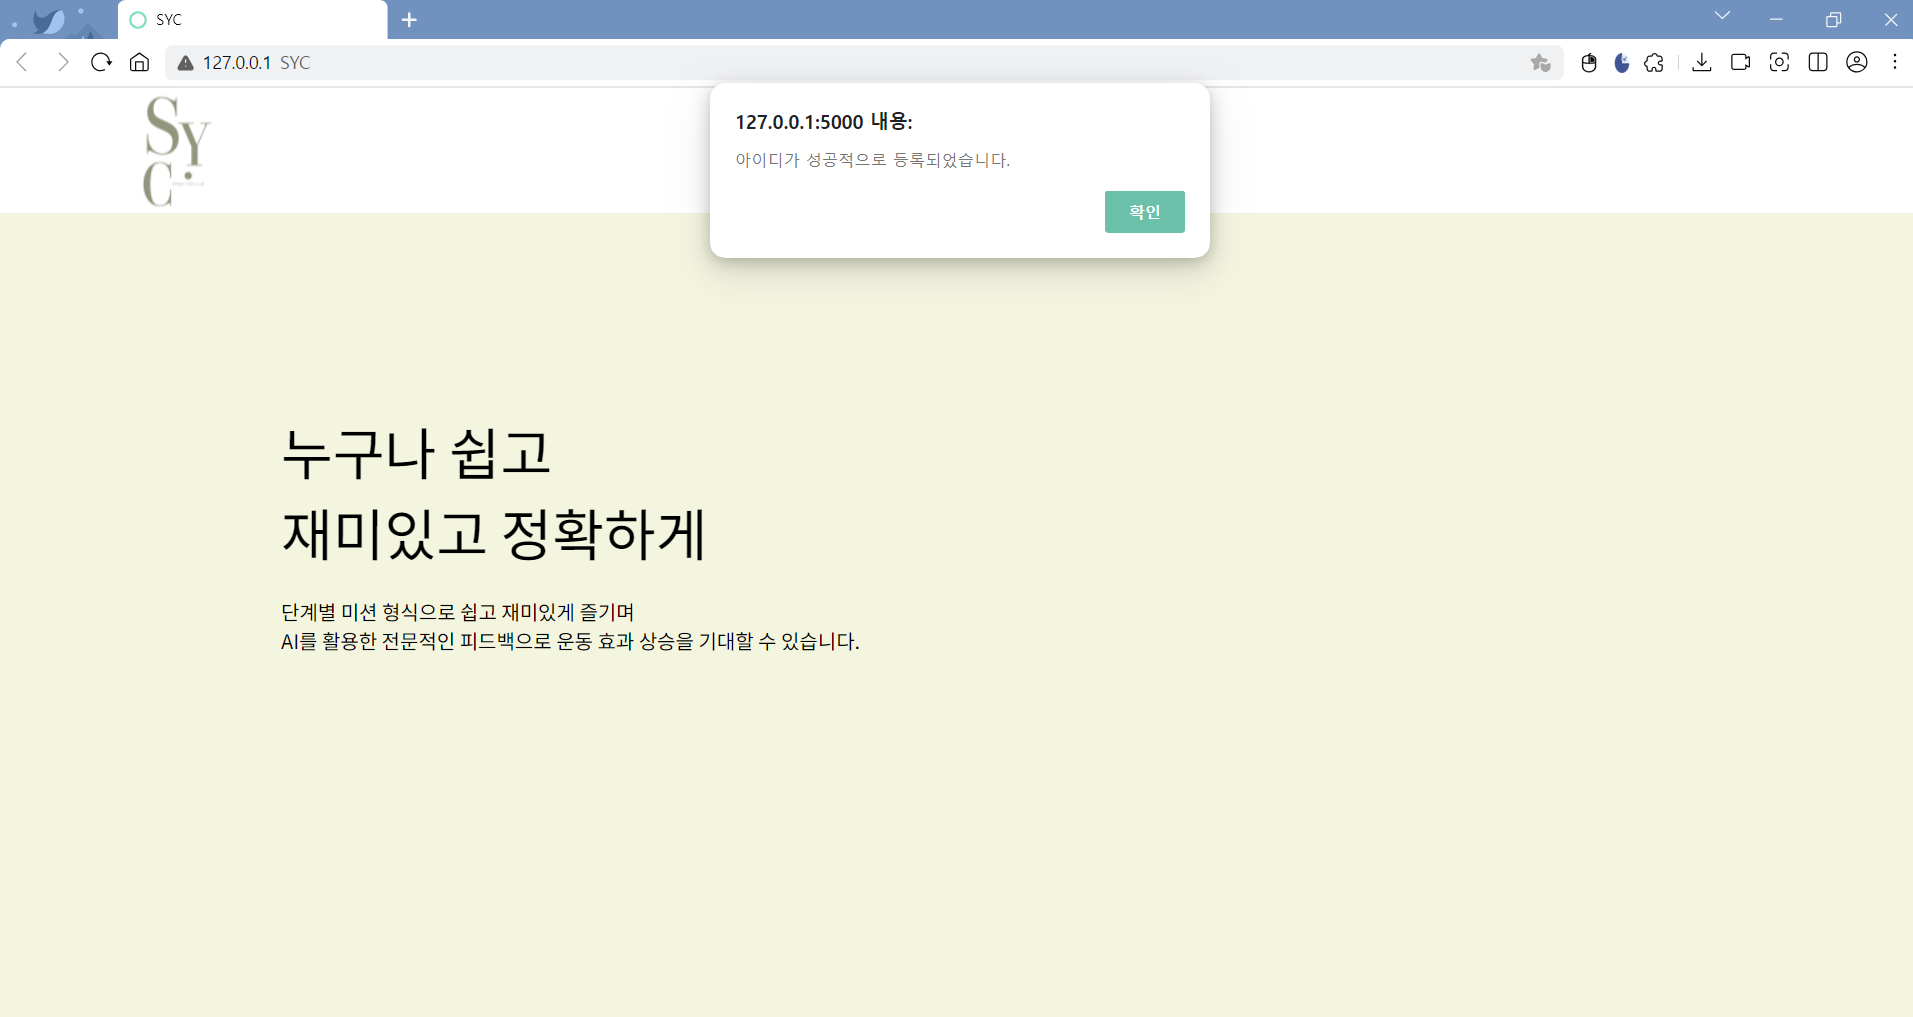 SYC
127.0.0.1 SYC
SY
C
127.0.0.1:5000 내용:
아이디가 성공적으로 등록되었습니다.
확인
누구나 쉽고
재미있고 정확하게
단계별 미션 형식으로 쉽고 재미있게 즐기며
AI를 활용한 전문적인 피드백으로 운동 효과 상승을 기대할 수 있습니다.